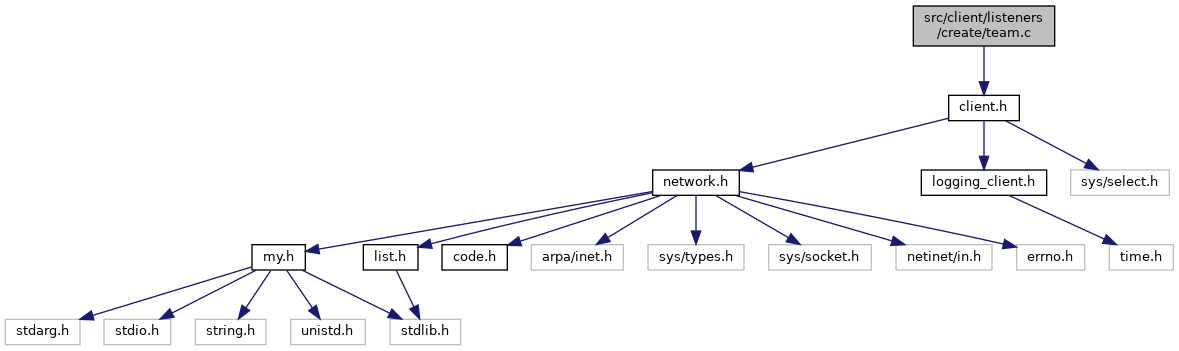 src/client/listeners
/create/team.c
client.h
network.h
logging_client.h
sys/select.h
my.h
list.h
code.h
arpa/inet.h
sys/types.h
sys/socket.h
netinet/in.h
errno.h
time.h
stdarg.h
stdio.h
string.h
unistd.h
stdlib.h